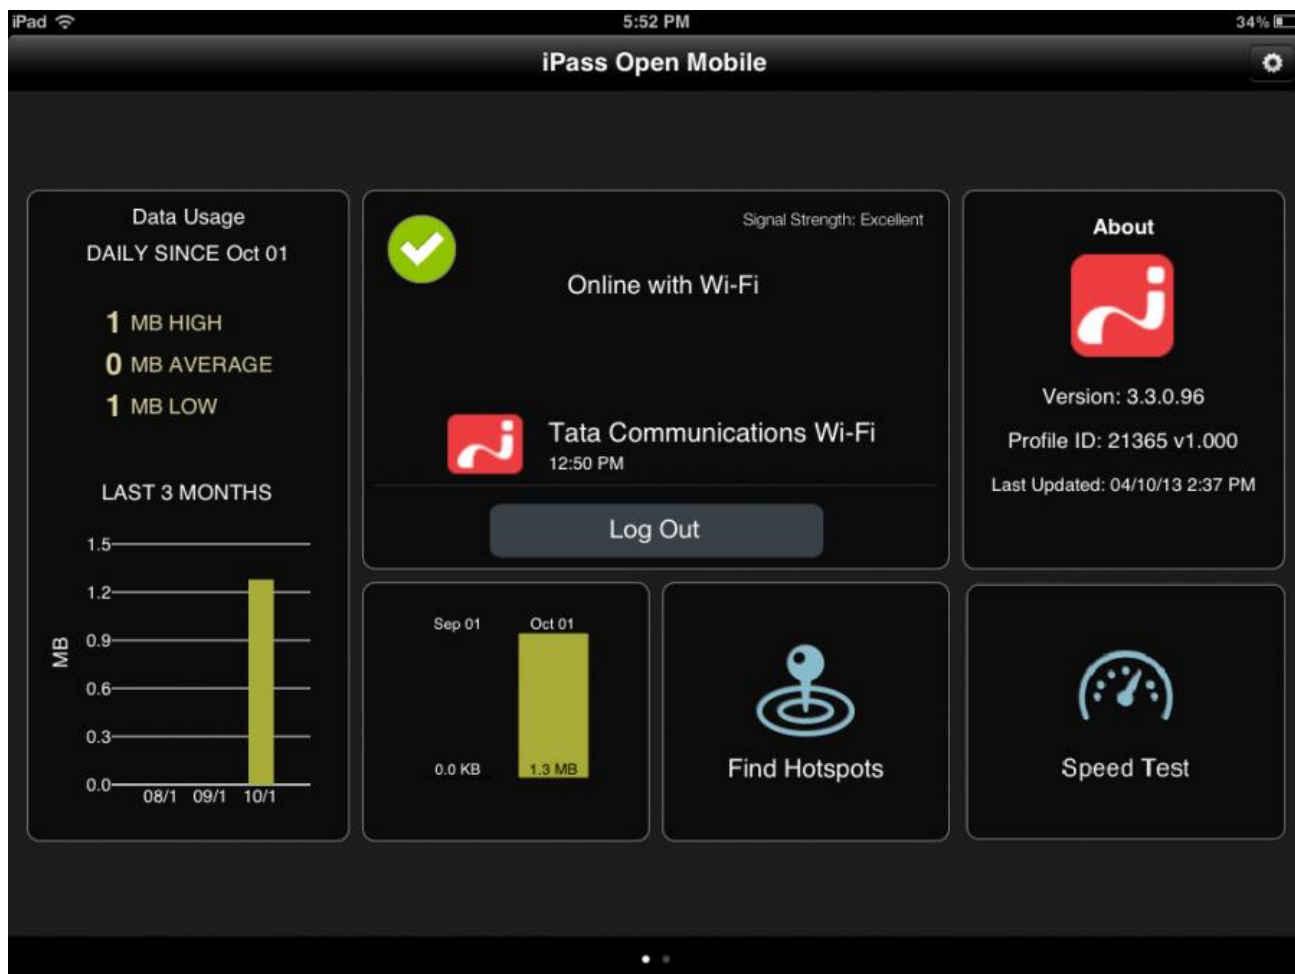 iPad 5:52 PM 34%
iPass Open Mobile
Data Usage
DAILY SINCE Oct 01
1 MB HIGH
0 MB AVERAGE
1 MB LOW
LAST 3 MONTHS
1.5
1.2
0.9
0.6
0.3
0.0
MB
08/1 09/1 10/1
Signal Strength: Excellent
Online with Wi-Fi
Tata Communications Wi-Fi
12:50 PM
Log Out
About
Version: 3.3.0.96
Profile ID: 21365 v1.000
Last Updated: 04/10/13 2:37 PM
Sep 01 Oct 01
0.0 KB 1.3 MB
Find Hotspots
Speed Test